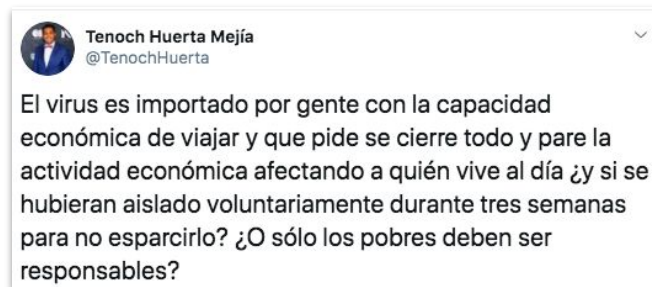 Tenoch Huerta Mejía
@TenochHuerta
El virus es importado por gente con la capacidad
económica de viajar y que pide se cierre todo y pare la
actividad económica afectando a quién vive al día ¿y si se
hubieran aislado voluntariamente durante tres semanas
para no esparcirlo? ¿O sólo los pobres deben ser
responsables?